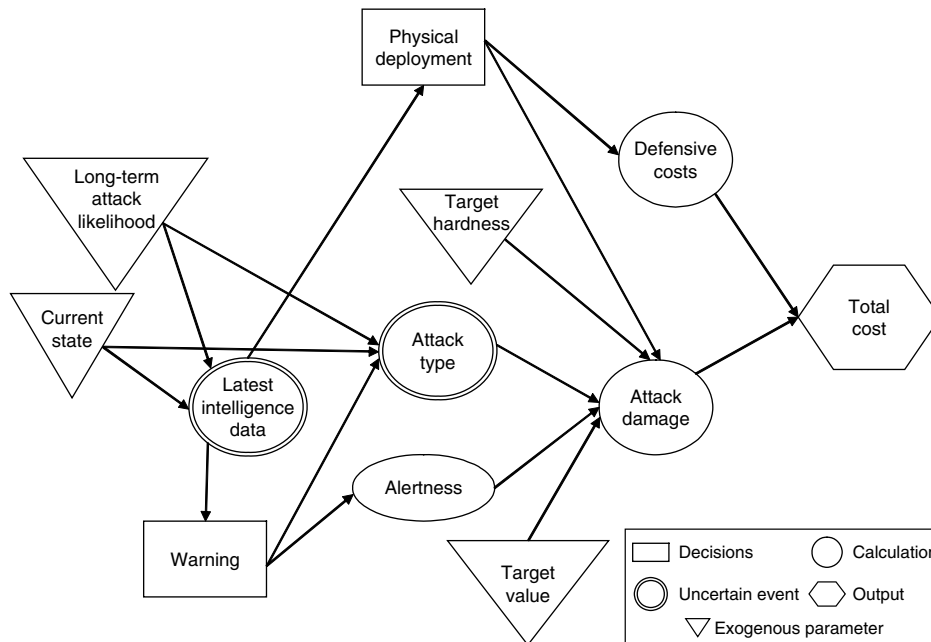 Physical
deployment
Defensive
costs
Long-term
attack
likelihood
Target
hardness
Current
state
Attack
type
Total
cost
Latest
intelligence
data
Attack
damage
Alertness
Warning
Target
value
Decisions
Calculation
Uncertain event
Output
Exogenous parameter